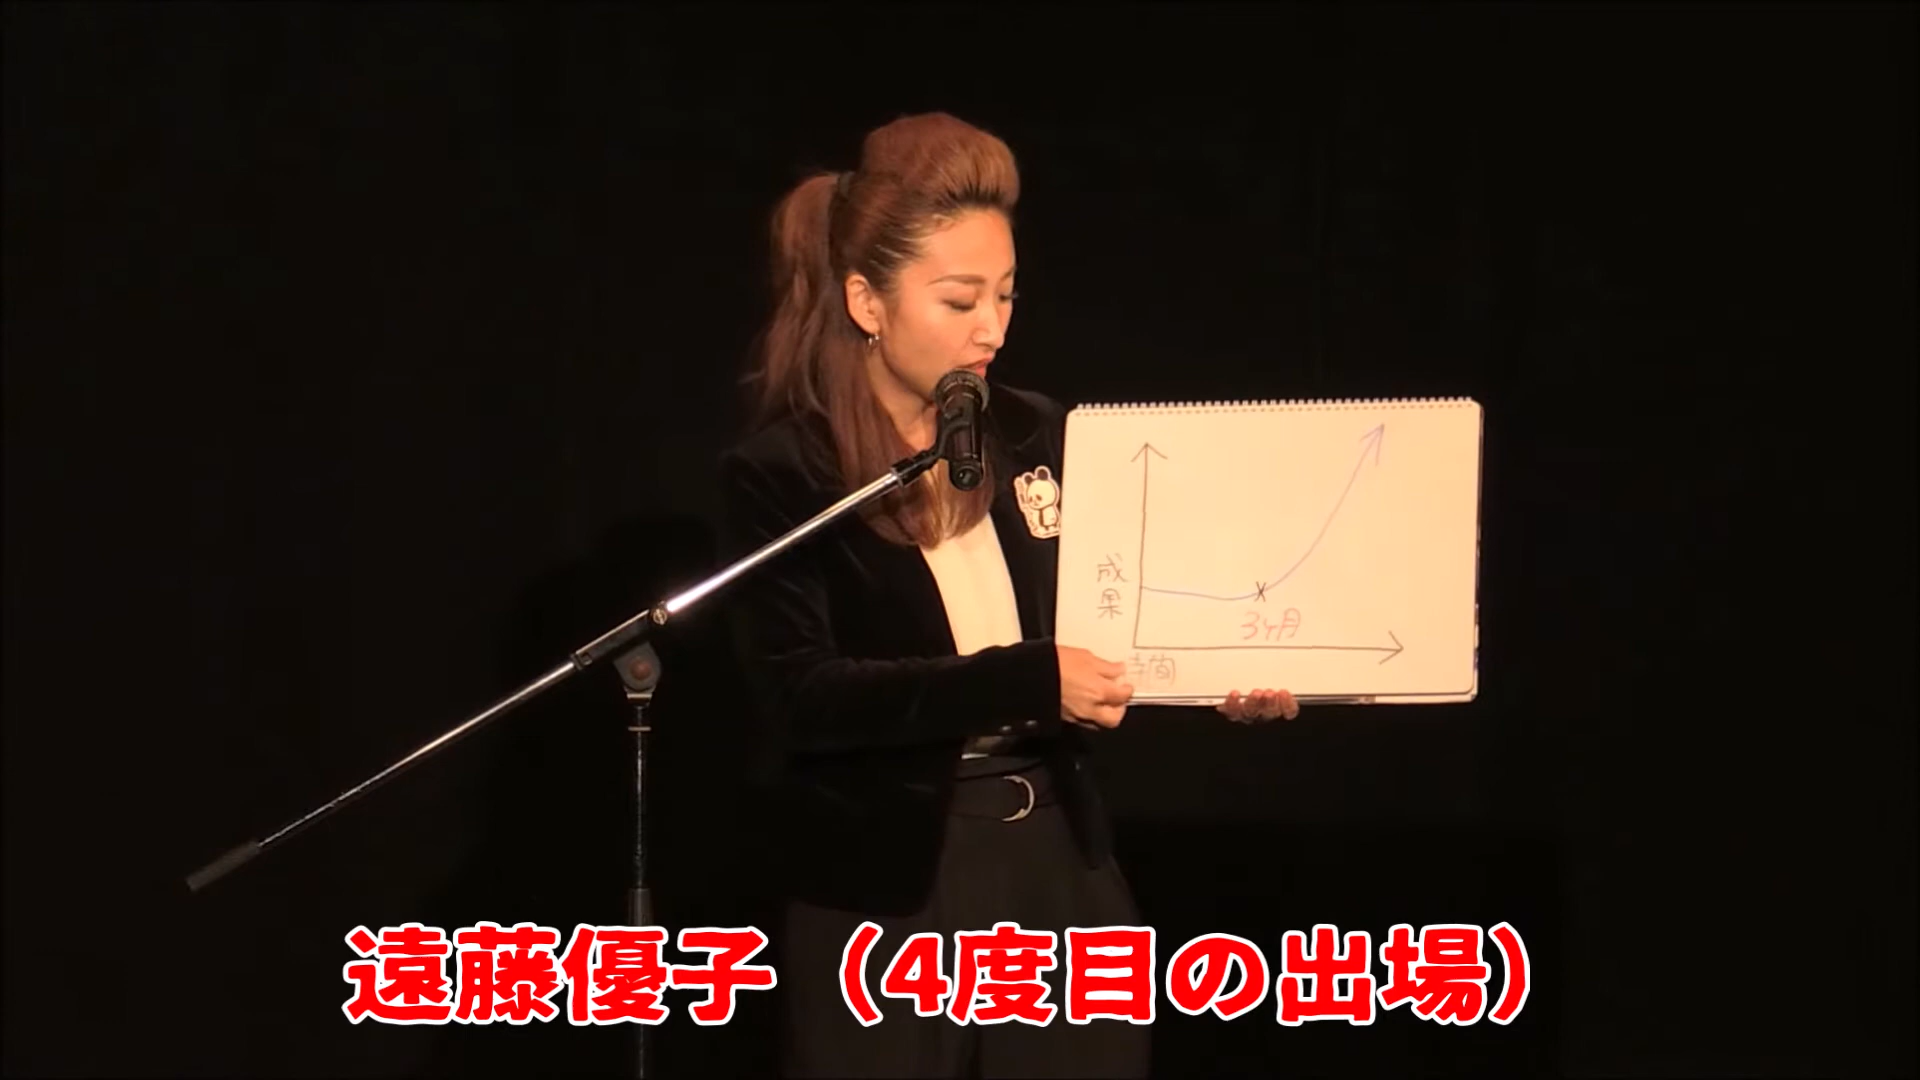 成果
3ヶ月
時間
遠藤優子（4度目の出場）